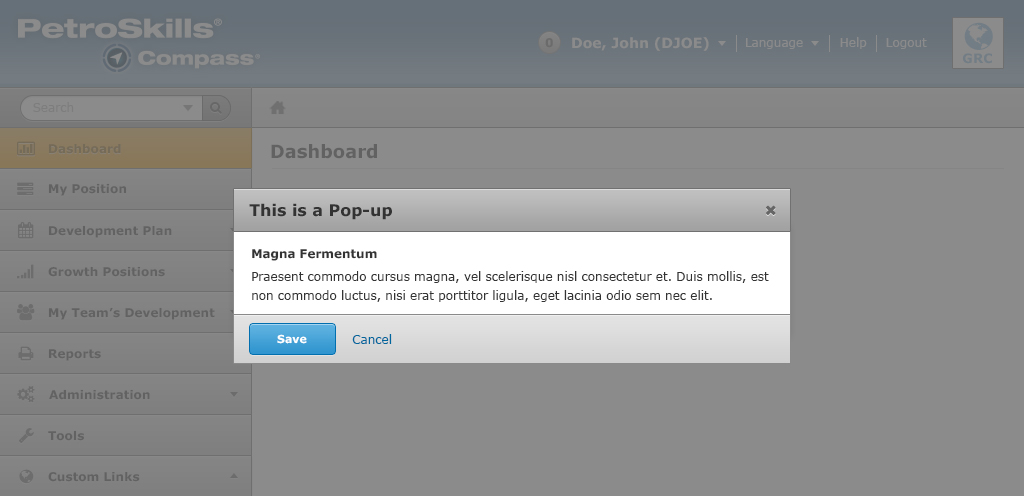 PetroSkills®
Compass
0 Doe, John (DJOE) Language Help Logout
GRC
Search
Dashboard
Dashboard
My Position
Development Plan
Growth Positions
My Team's Development
Reports
Administration
Tools
Custom Links
This is a Pop-up
Magna Fermentum
Praesent commodo cursus magna, vel scelerisque nisl consectetur et. Duis mollis, est
non commodo luctus, nisi erat porttitor ligula, eget lacinia odio sem nec elit.
Save Cancel